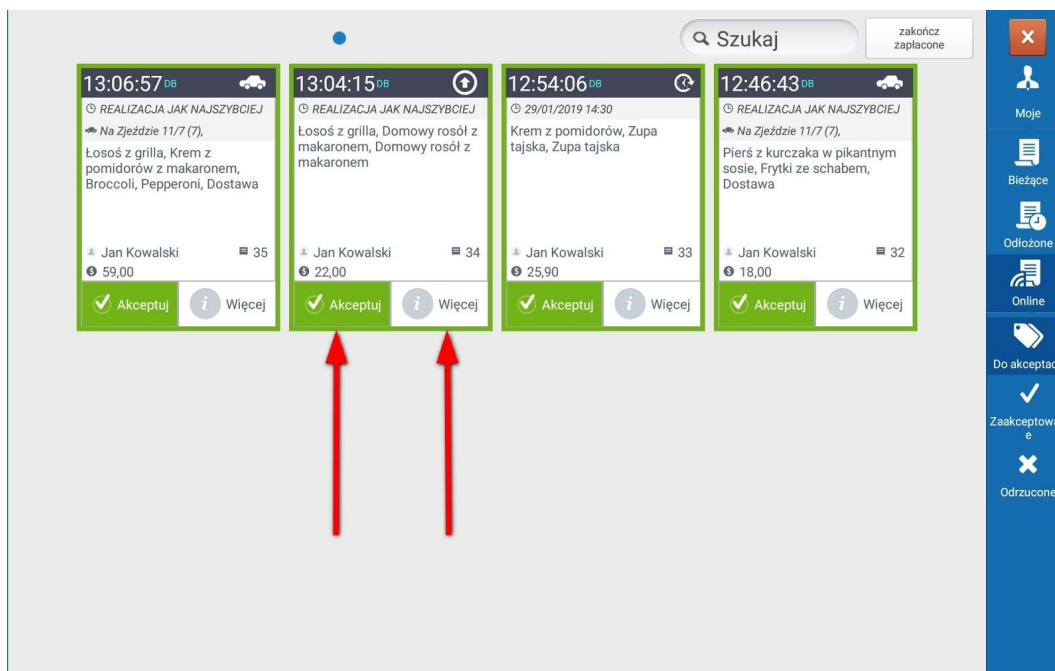 Szukaj
zakończ
zapłacone
13:06:57 DB
REALIZACJA JAK NAJSZYBCIEJ
Na Zjeździe 11/7 (7),
Łosoś z grilla, Krem z
pomidorów z makaronem,
Broccoli, Pepperoni, Dostawa
Jan Kowalski 35
59,00
Akceptuj Więcej
13:04:15 DB
REALIZACJA JAK NAJSZYBCIEJ
Łosoś z grilla, Domowy rosół z
makaronem, Domowy rosół z
makaronem
Jan Kowalski 34
22,00
Akceptuj Więcej
12:54:06 DB
29/01/2019 14:30
Krem z pomidorów, Zupa
tajska, Zupa tajska
Jan Kowalski 33
25,90
Akceptuj Więcej
12:46:43 DB
REALIZACJA JAK NAJSZYBCIEJ
Na Zjeździe 11/7 (7),
Pierś z kurczaka w pikantnym
sosie, Frytki ze schabem,
Dostawa
Jan Kowalski 32
18,00
Akceptuj Więcej
Moje
Bieżące
Odłożone
Online
Do akceptac
Zaakceptowa
e
Odrzucone